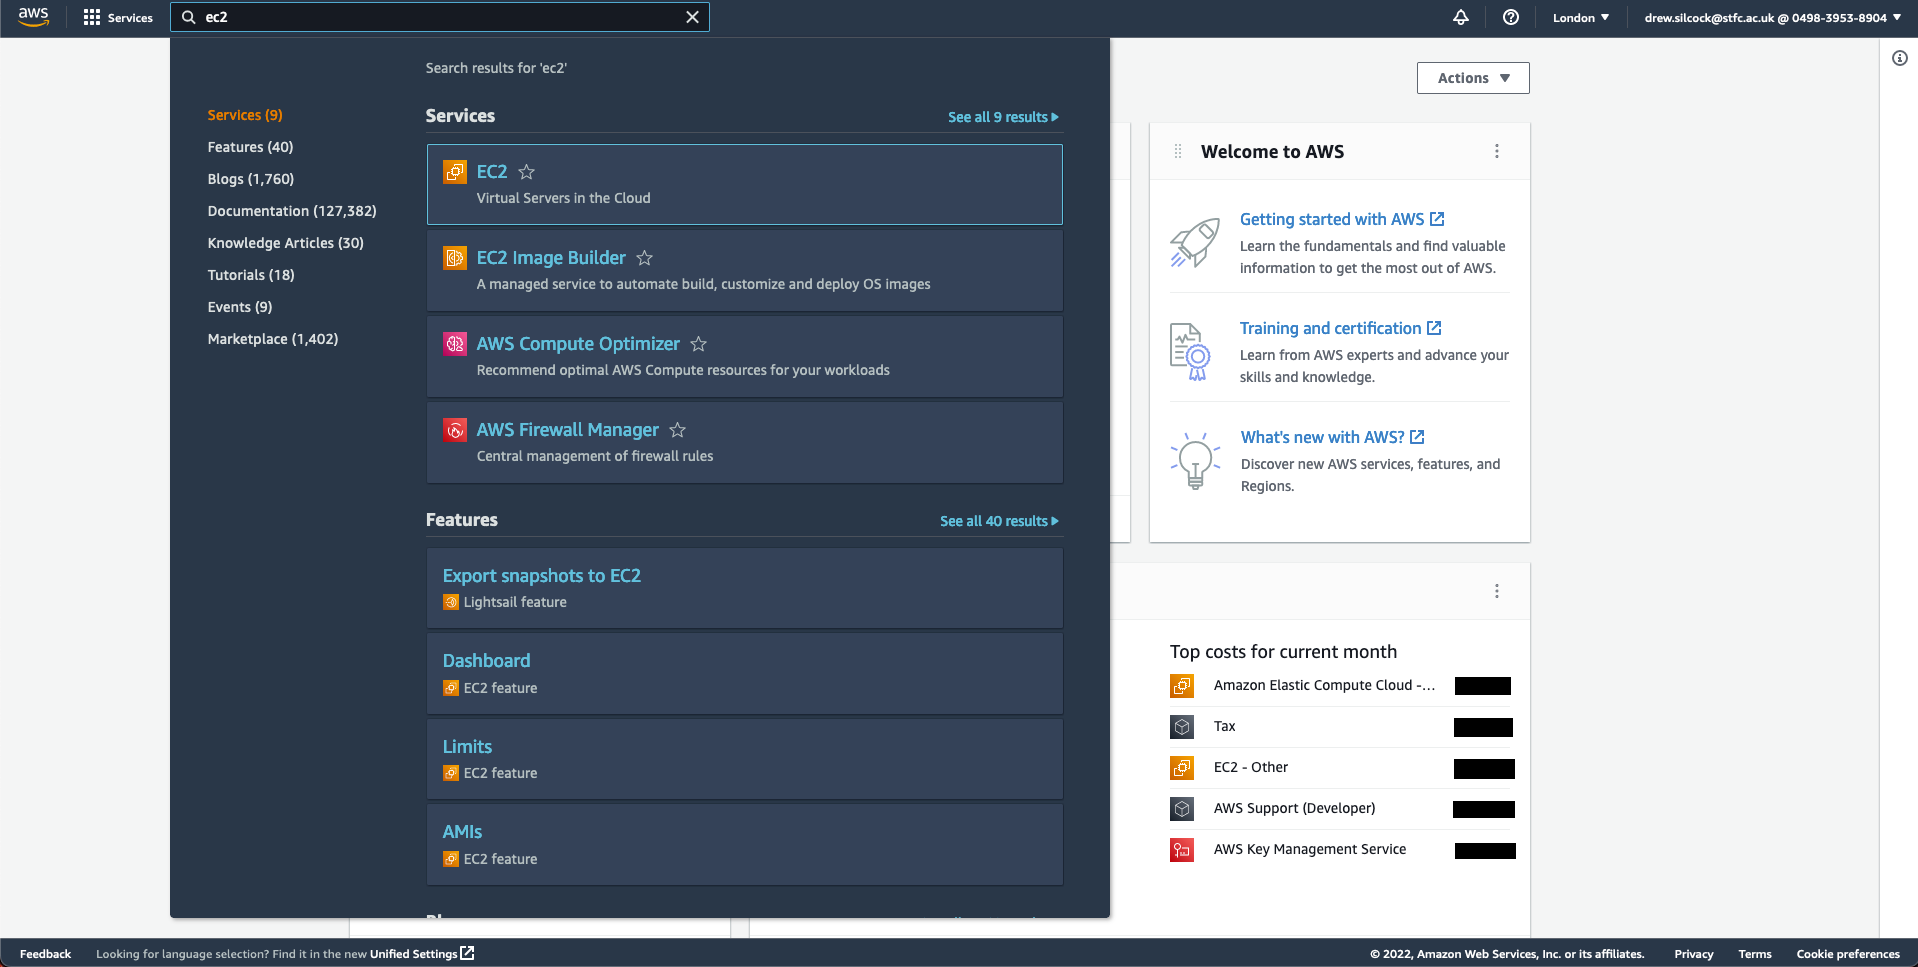 aws
Services
ec2
London
drew.silcock@stfc.ac.uk @ 0498-3953-8904
Search results for 'ec2'
Services (9)
Features (40)
Blogs (1,760)
Documentation (127,382)
Knowledge Articles (30)
Tutorials (18)
Events (9)
Marketplace (1,402)
Services
See all 9 results
EC2
Virtual Servers in the Cloud
EC2 Image Builder
A managed service to automate build, customize and deploy OS images
AWS Compute Optimizer
Recommend optimal AWS Compute resources for your workloads
AWS Firewall Manager
Central management of firewall rules
Features
See all 40 results
Export snapshots to EC2
Lightsail feature
Dashboard
EC2 feature
Limits
EC2 feature
AMIs
EC2 feature
Actions
Welcome to AWS
Getting started with AWS
Learn the fundamentals and find valuable
information to get the most out of AWS.
Training and certification
Learn from AWS experts and advance your
skills and knowledge.
What's new with AWS?
Discover new AWS services, features, and
Regions.
Top costs for current month
Amazon Elastic Compute Cloud -...
Tax
EC2 - Other
AWS Support (Developer)
AWS Key Management Service
Feedback
Looking for language selection? Find it in the new Unified Settings
© 2022, Amazon Web Services, Inc. or its affiliates.
Privacy
Terms
Cookie preferences